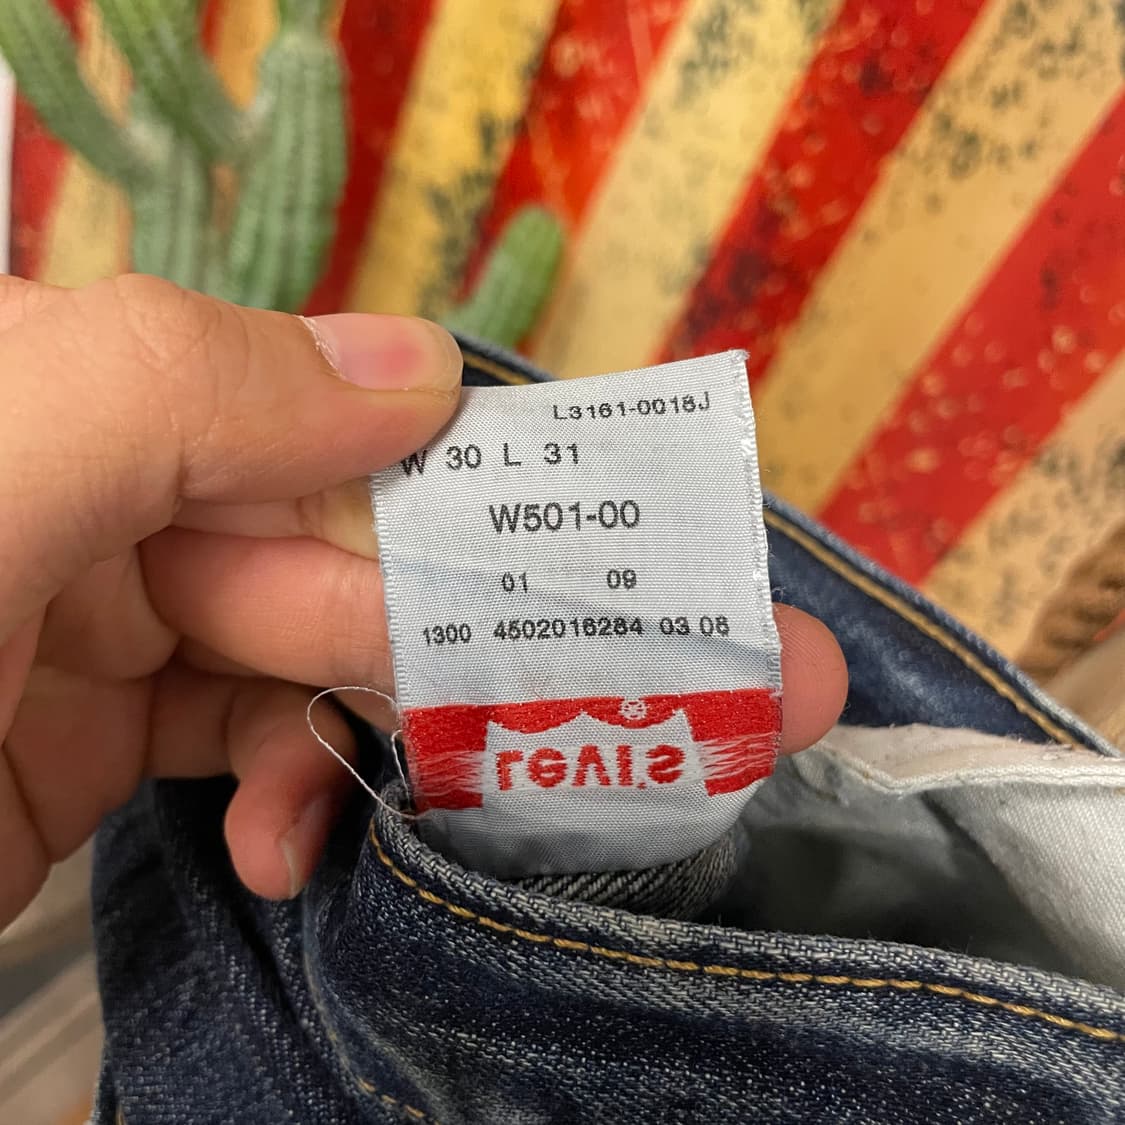 L3161-0018J
W 30 L 31
W501-00
01 09
1300 4502016284 03 08
LEVI'S
®